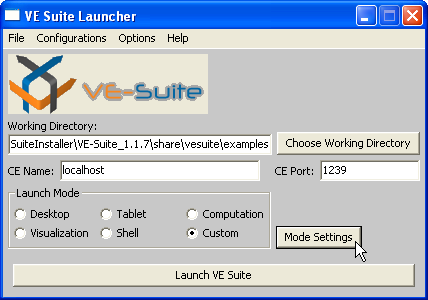 VE Suite Launcher
File Configurations Options Help
VE-Suite
Working Directory:
SuiteInstaller\VE-Suite_1.1.7\share\vesuite\examples Choose Working Directory
CE Name: localhost CE Port: 1239
Launch Mode
Desktop Tablet Computation
Visualization Shell Custom
Mode Settings
Launch VE Suite